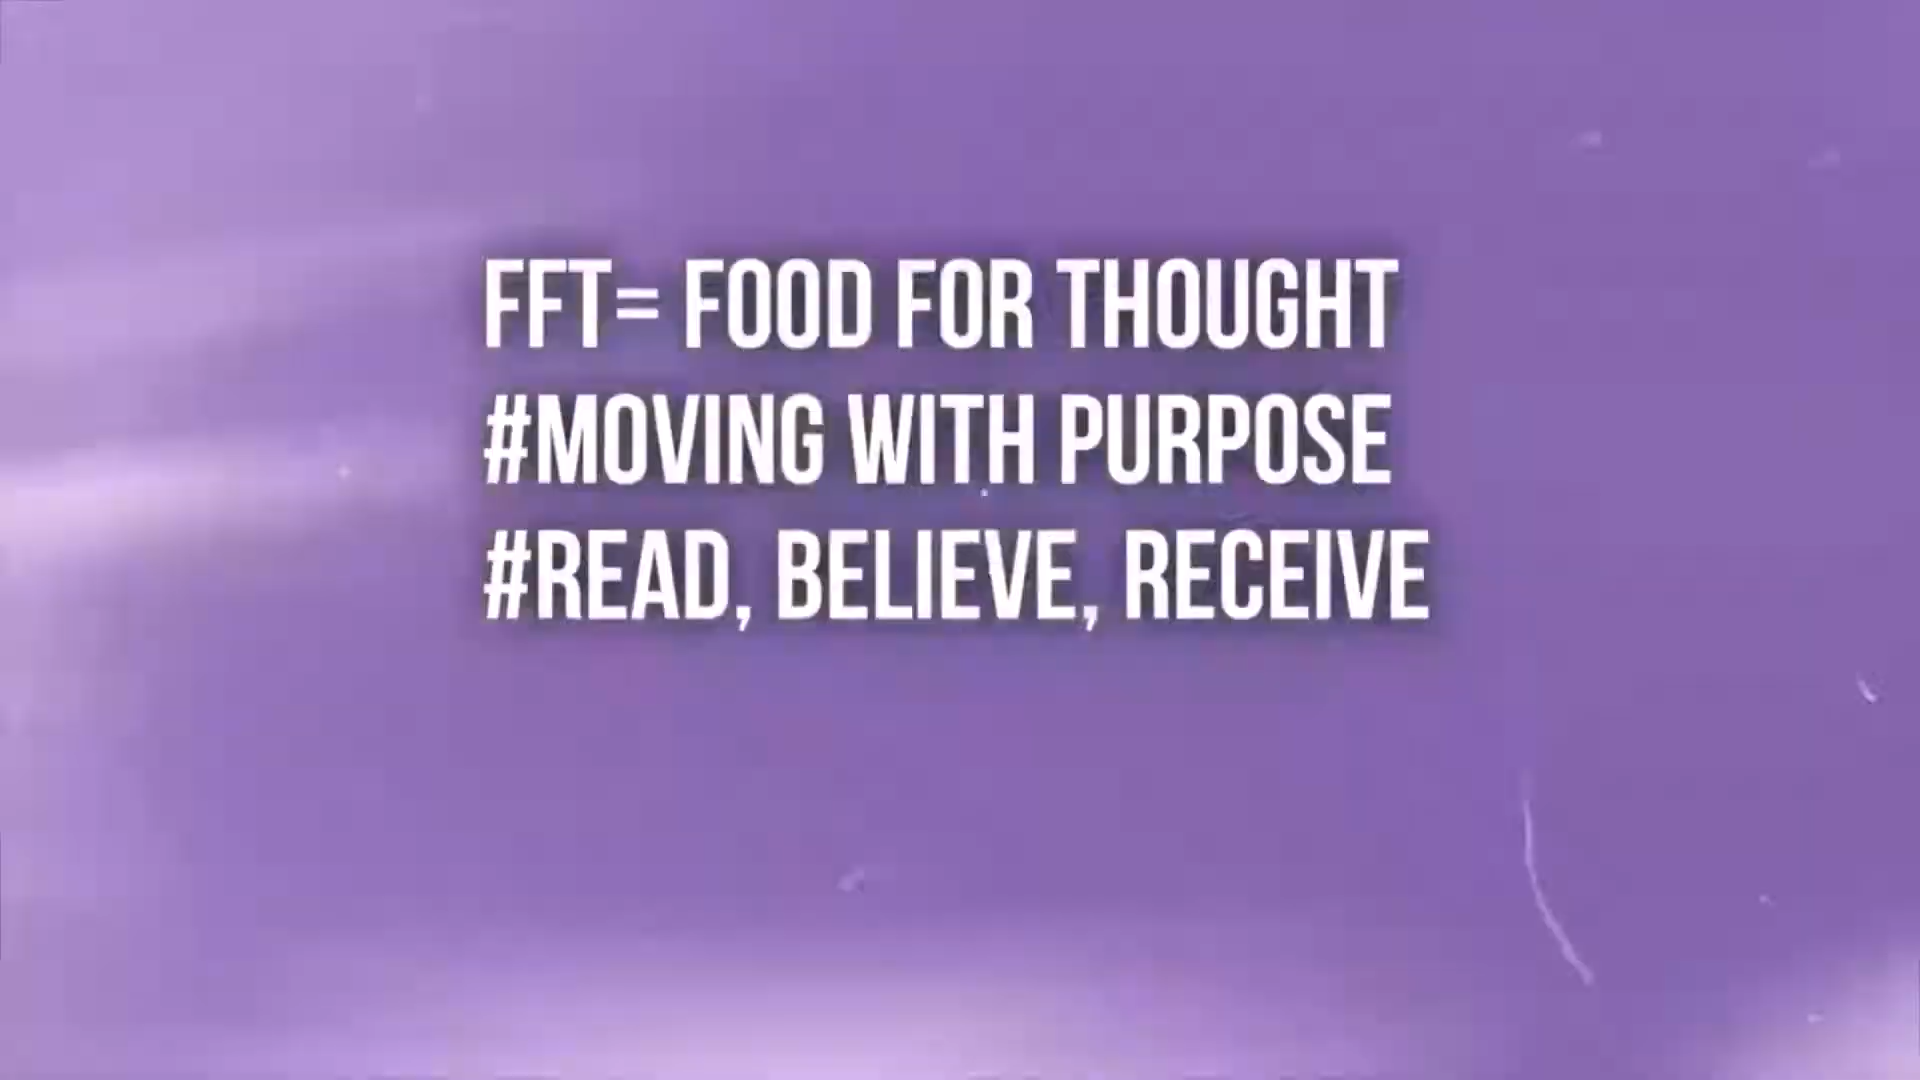 FFT= FOOD FOR THOUGHT
#MOVING WITH PURPOSE
#READ, BELIEVE, RECEIVE